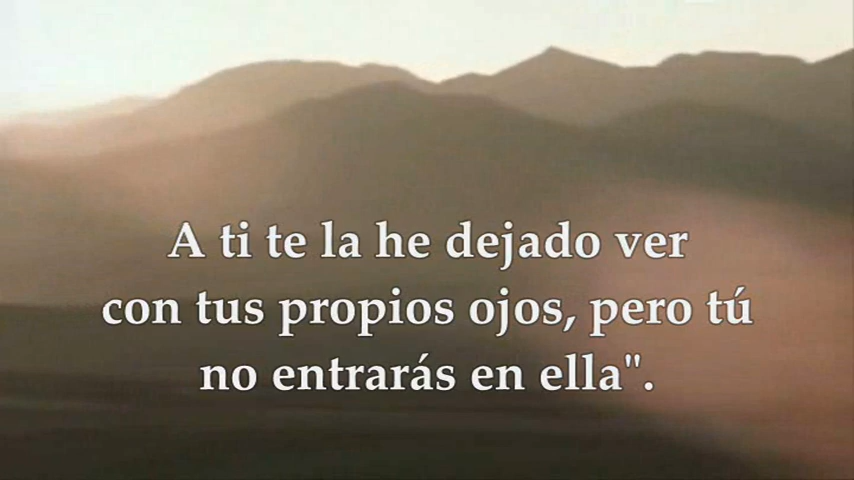 A ti te la he dejado ver
con tus propios ojos, pero tú
no entrarás en ella".